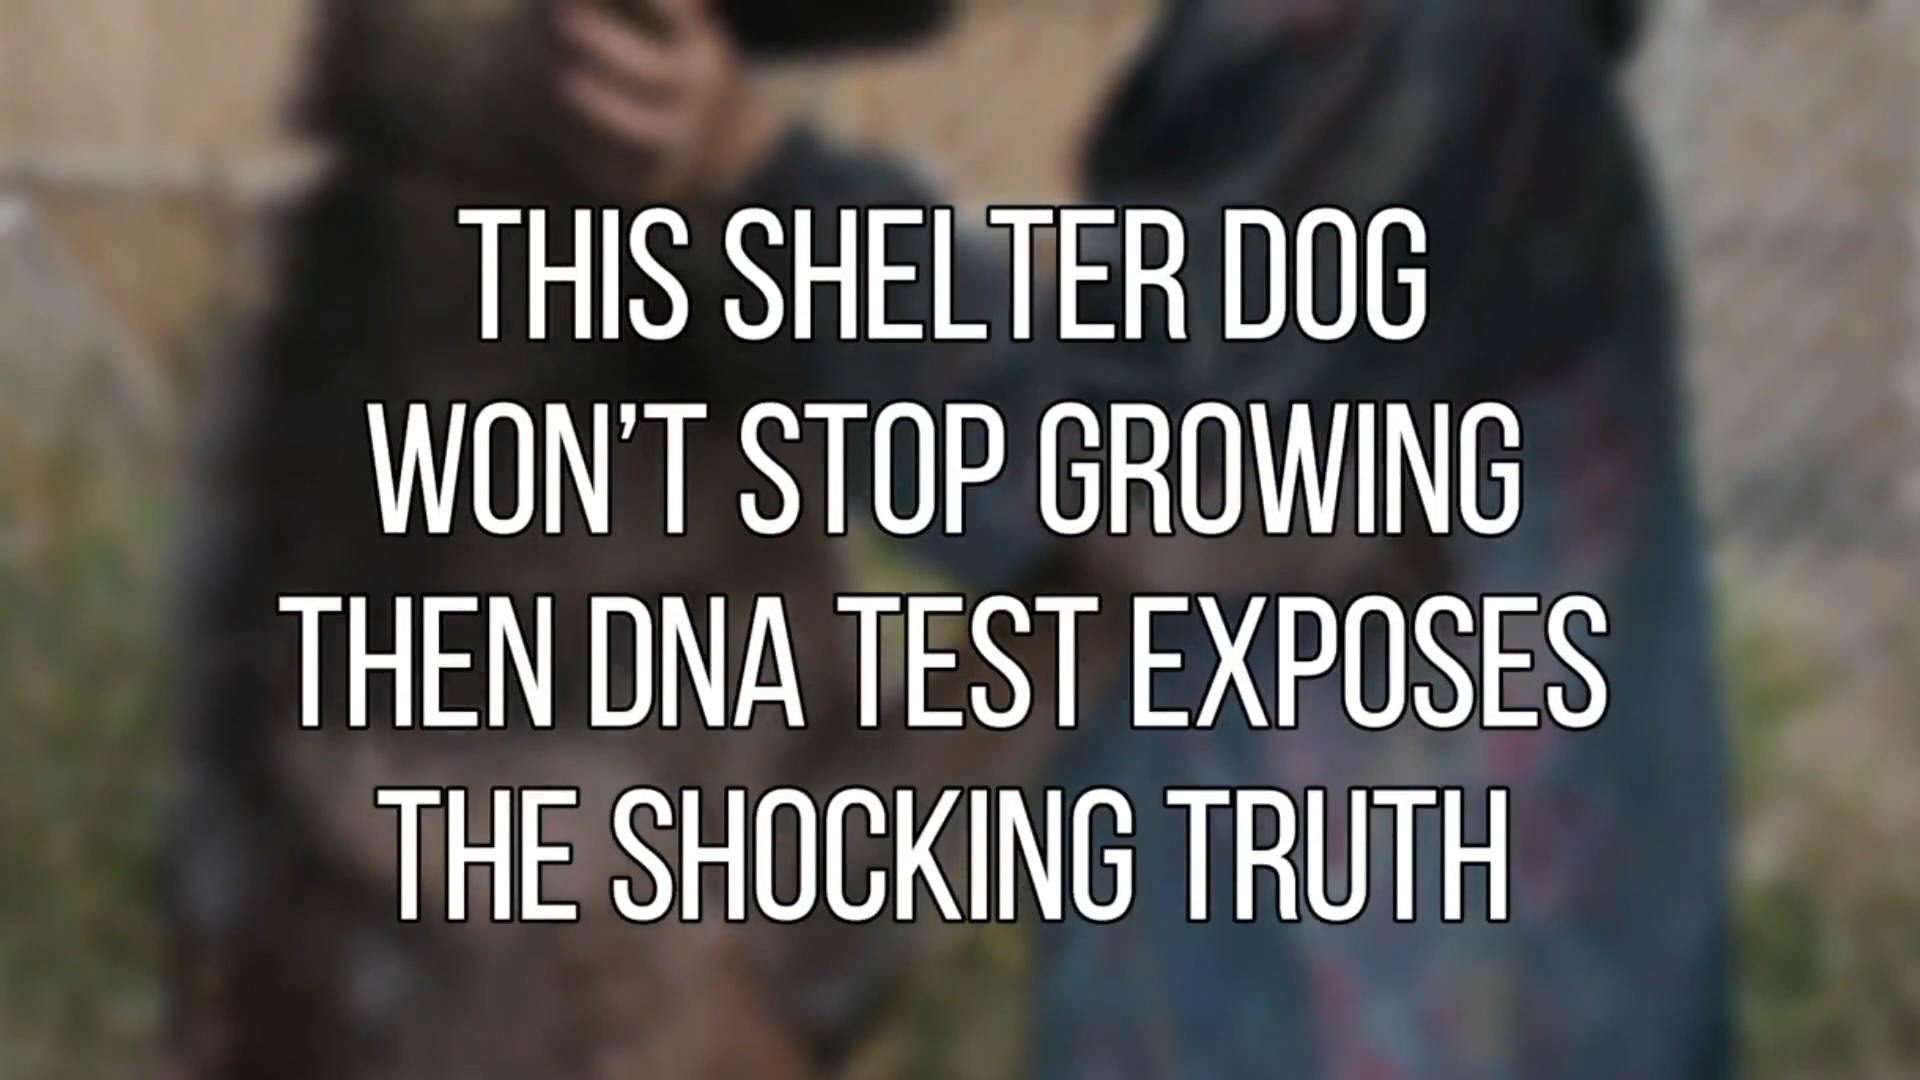 THIS SHELTER DOG
WON'T STOP GROWING
THEN DNA TEST EXPOSES
THE SHOCKING TRUTH